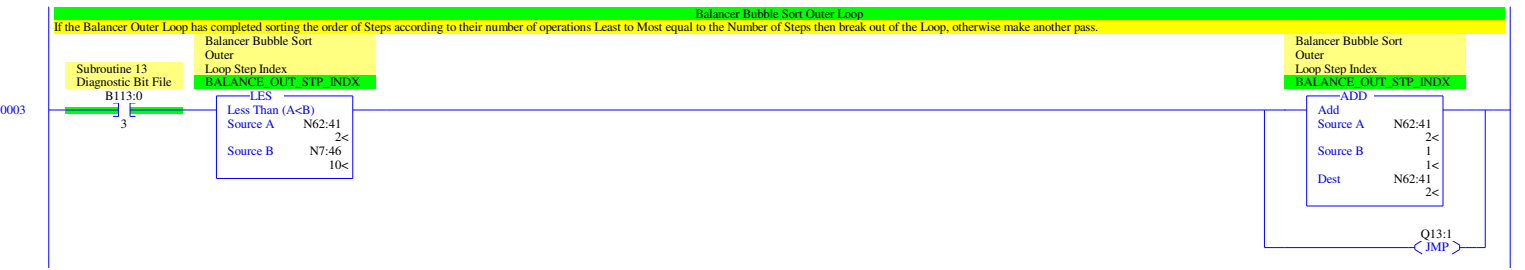 Balancer Bubble Sort Outer Loop
If the Balancer Outer Loop has completed sorting the order of Steps according to their number of operations Least to Most equal to the Number of Steps then break out of the Loop, otherwise make another pass.
Subroutine 13
Diagnostic Bit File
B113:0
3
0003
Balancer Bubble Sort
Outer
Loop Step Index
BALANCE_OUT_STP_INDX
LES
Less Than (A<B)
Source A N62:41
2<
Source B N7:46
10<
Balancer Bubble Sort
Outer
Loop Step Index
BALANCE_OUT_STP_INDX
ADD
Add
Source A N62:41
2<
Source B 1
1<
Dest N62:41
2<
Q13:1
JMP